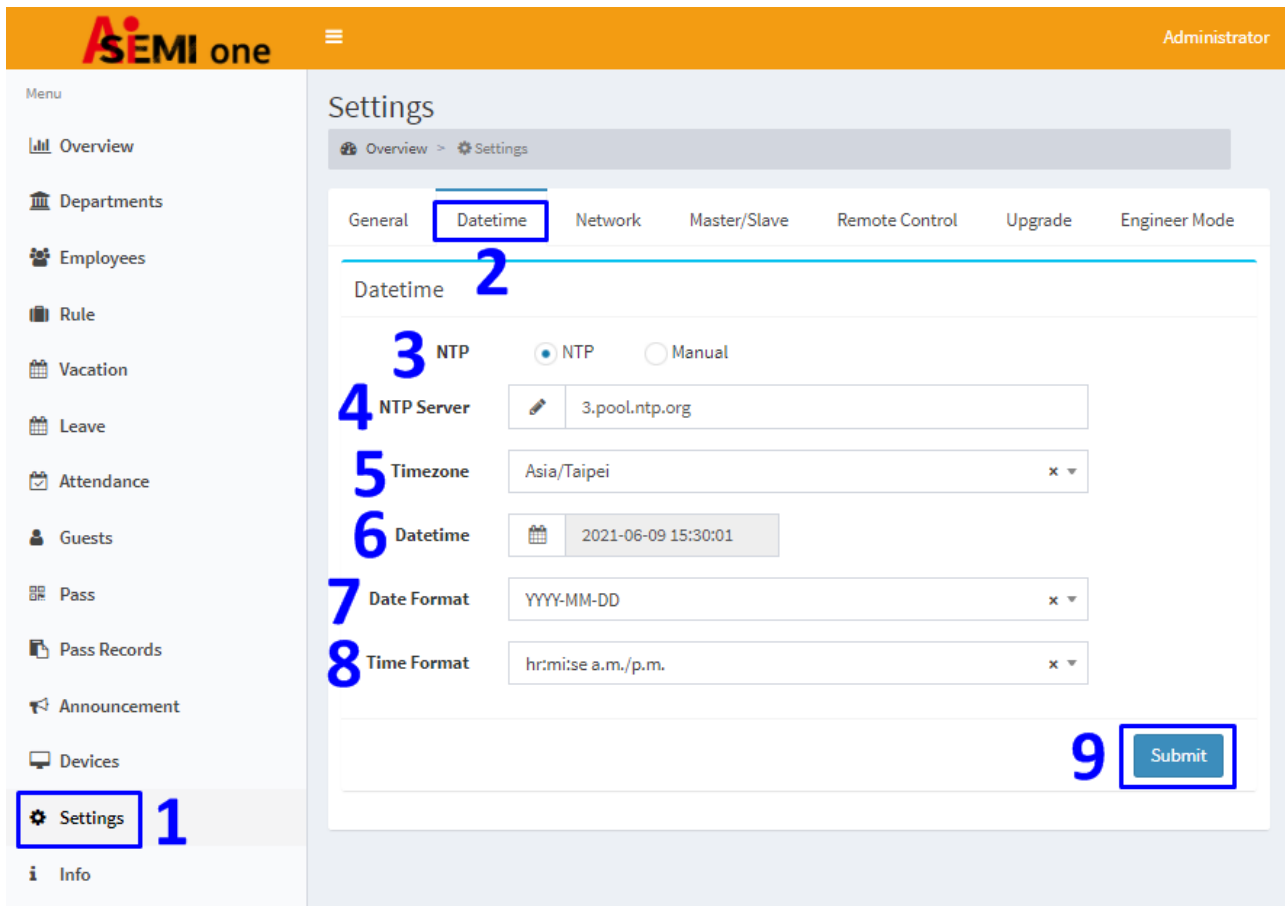 AiSEMI one
Administrator
Menu
Overview
Departments
Employees
Rule
Vacation
Leave
Attendance
Guests
Pass
Pass Records
Announcement
Devices
Settings 1
Info
Settings
Overview > Settings
General Datetime Network Master/Slave Remote Control Upgrade Engineer Mode
2
Datetime
3 NTP NTP Manual
4 NTP Server 3.pool.ntp.org
5 Timezone Asia/Taipei ×
6 Datetime 2021-06-09 15:30:01
7 Date Format YYYY-MM-DD ×
8 Time Format hr:mi:se a.m./p.m. ×
9 Submit